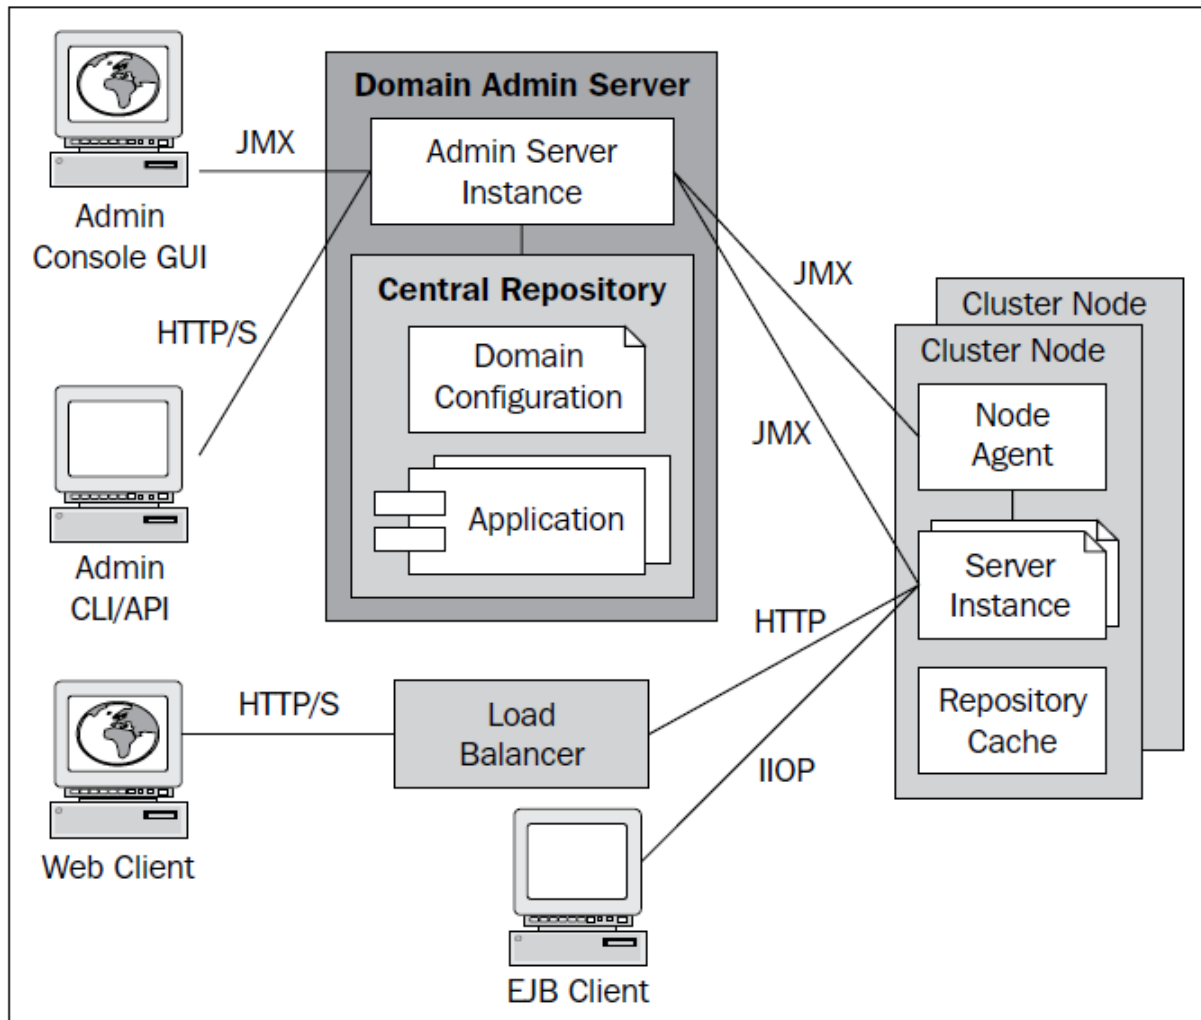 Domain Admin Server
JMX
Admin Server
Instance
Admin
Console GUI
Central Repository
JMX
Cluster Node
HTTP/S
Cluster Node
Domain
Configuration
JMX
Node
Agent
Application
Admin
CLI/API
Server
Instance
HTTP
HTTP/S
Load
Balancer
Repository
Cache
IIOP
Web Client
EJB Client